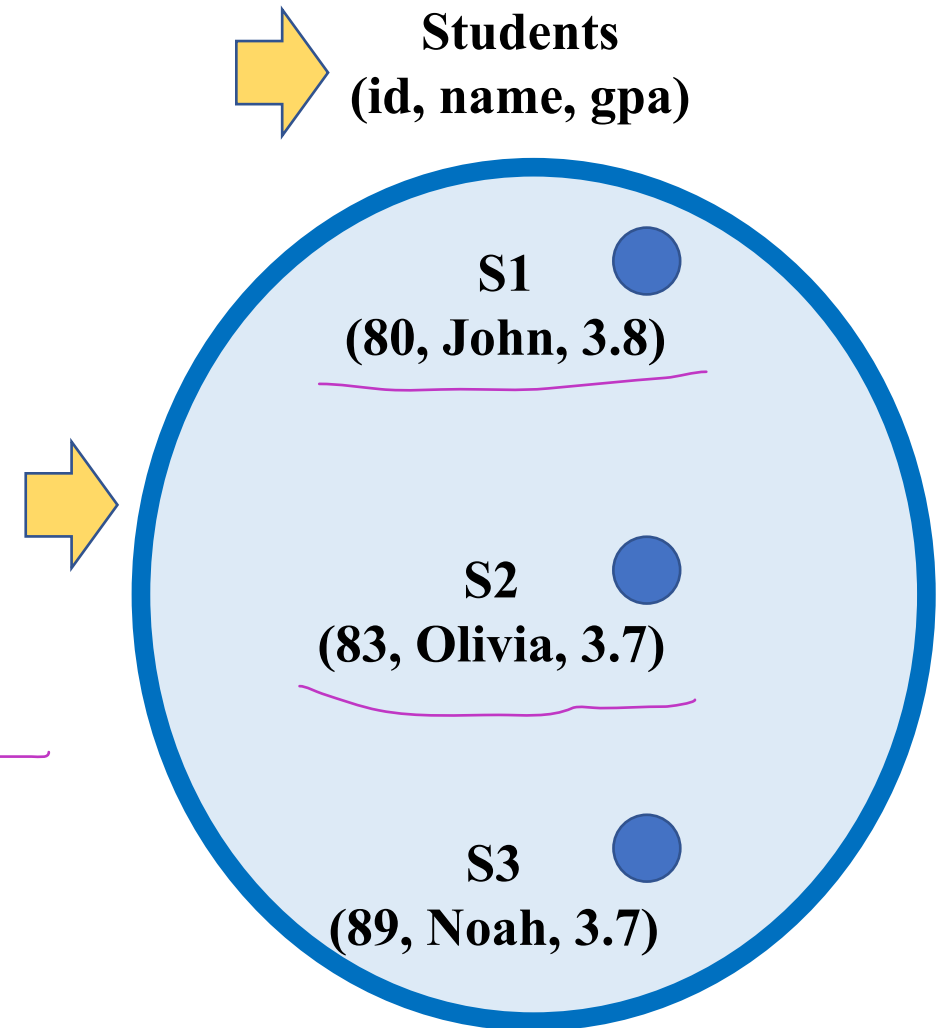 Students
(id, name, gpa)
S1
(80, John, 3.8)
S2
(83, Olivia, 3.7)
S3
(89, Noah, 3.7)